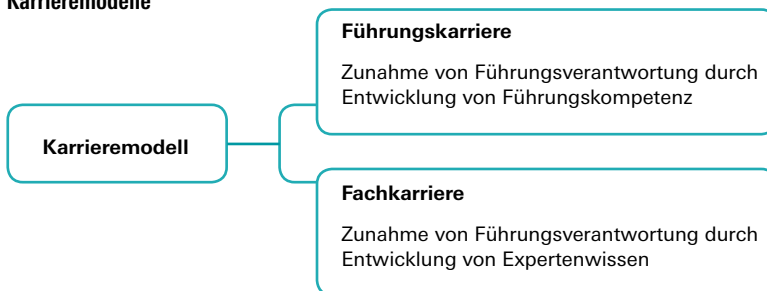 Karrieremodelle
Führungskarriere
Zunahme von Führungsverantwortung durch
Entwicklung von Führungskompetenz
Karrieremodell
Fachkarriere
Zunahme von Führungsverantwortung durch
Entwicklung von Expertenwissen